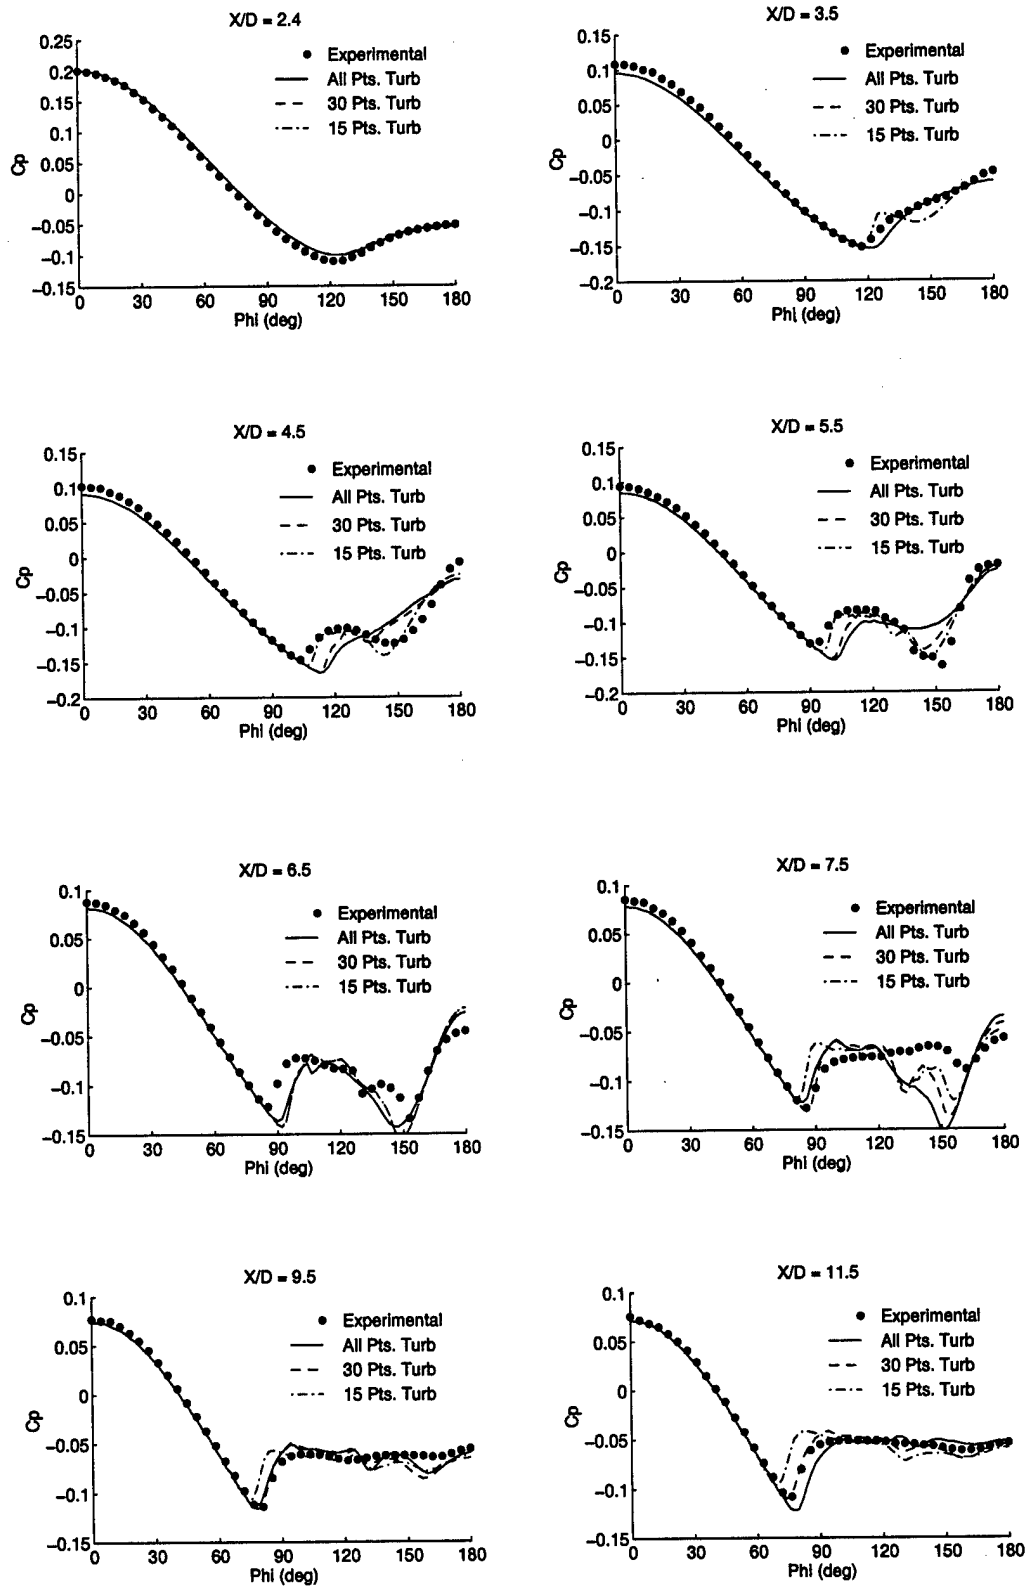 X/D = 2.4
0.25
0.2
0.15
0.1
0.05
0
−0.05
−0.1
−0.15
Cp
0 30 60 90 120 150 180
Phi (deg)
Experimental
All Pts. Turb
30 Pts. Turb
15 Pts. Turb
X/D = 3.5
0.15
0.1
0.05
0
−0.05
−0.1
−0.15
−0.2
Cp
0 30 60 90 120 150 180
Phi (deg)
Experimental
All Pts. Turb
30 Pts. Turb
15 Pts. Turb
X/D = 4.5
0.15
0.1
0.05
0
−0.05
−0.1
−0.15
−0.2
Cp
0 30 60 90 120 150 180
Phi (deg)
Experimental
All Pts. Turb
30 Pts. Turb
15 Pts. Turb
X/D = 5.5
0.15
0.1
0.05
0
−0.05
−0.1
−0.15
−0.2
Cp
0 30 60 90 120 150 180
Phi (deg)
Experimental
All Pts. Turb
30 Pts. Turb
15 Pts. Turb
X/D = 6.5
0.1
0.05
0
−0.05
−0.1
−0.15
Cp
0 30 60 90 120 150 180
Phi (deg)
Experimental
All Pts. Turb
30 Pts. Turb
15 Pts. Turb
X/D = 7.5
0.1
0.05
0
−0.05
−0.1
−0.15
Cp
0 30 60 90 120 150 180
Phi (deg)
Experimental
All Pts. Turb
30 Pts. Turb
15 Pts. Turb
X/D = 9.5
0.1
0.05
0
−0.05
−0.1
−0.15
Cp
0 30 60 90 120 150 180
Phi (deg)
Experimental
All Pts. Turb
30 Pts. Turb
15 Pts. Turb
X/D = 11.5
0.1
0.05
0
−0.05
−0.1
−0.15
Cp
0 30 60 90 120 150 180
Phi (deg)
Experimental
All Pts. Turb
30 Pts. Turb
15 Pts. Turb